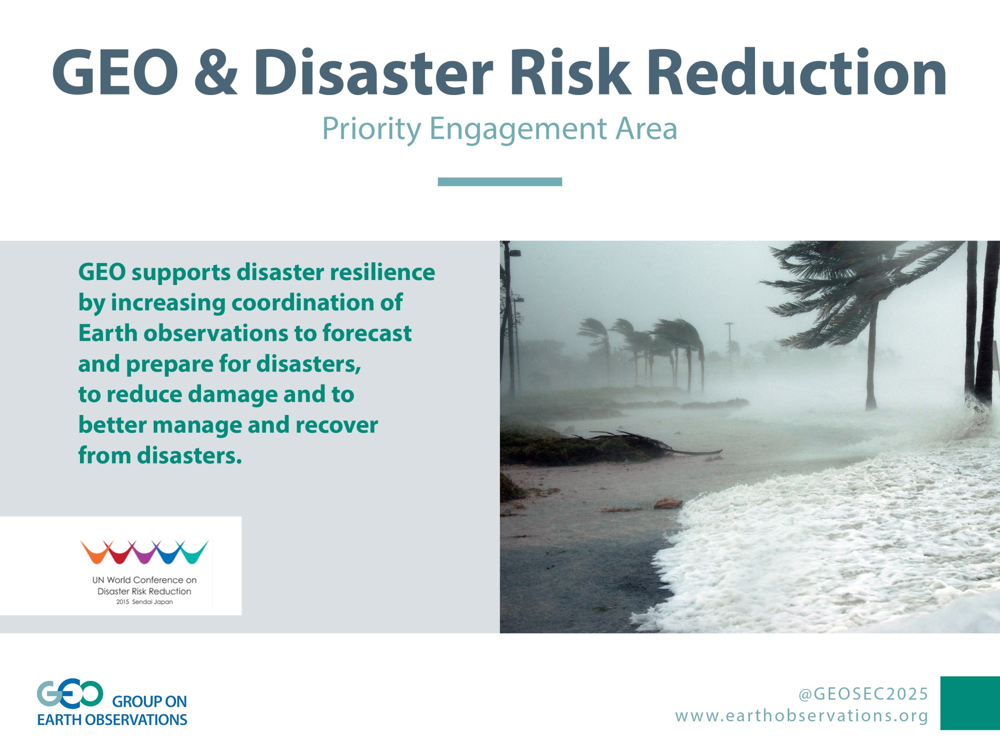 GEO & Disaster Risk Reduction
Priority Engagement Area
GEO supports disaster resilience
by increasing coordination of
Earth observations to forecast
and prepare for disasters,
to reduce damage and to
better manage and recover
from disasters.
UN World Conference on
Disaster Risk Reduction
2015 Sendai Japan
GEO GROUP ON
EARTH OBSERVATIONS
@GEOSEC2025
www.earthobservations.org